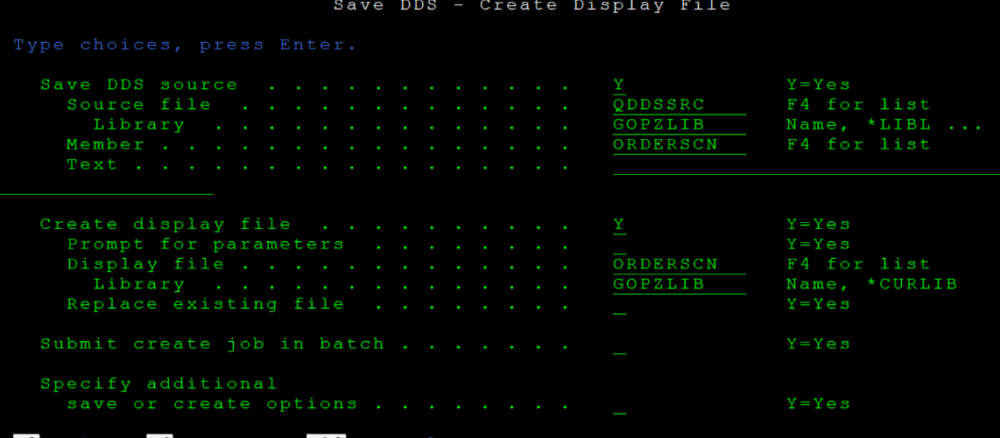 Save DDS - Create Display File
Type choices, press Enter.
Save DDS source . . . . . . . . . . . . Y Y=Yes
Source file . . . . . . . . . . . . QDDSSRC F4 for list
Library . . . . . . . . . . . . . . GOPZLIB Name, *LIBL ...
Member . . . . . . . . . . . . . . . . ORDERSCN F4 for list
Text . . . . . . . . . . . . . . . . .
Create display file . . . . . . . . . . Y Y=Yes
Prompt for parameters . . . . . . . . _ Y=Yes
Display file . . . . . . . . . . . . . ORDERSCN F4 for list
Library . . . . . . . . . . . . . . GOPZLIB Name, *CURLIB
Replace existing file . . . . . . . . _ Y=Yes
Submit create job in batch . . . . . . . _ Y=Yes
Specify additional
save or create options . . . . . . . . _ Y=Yes